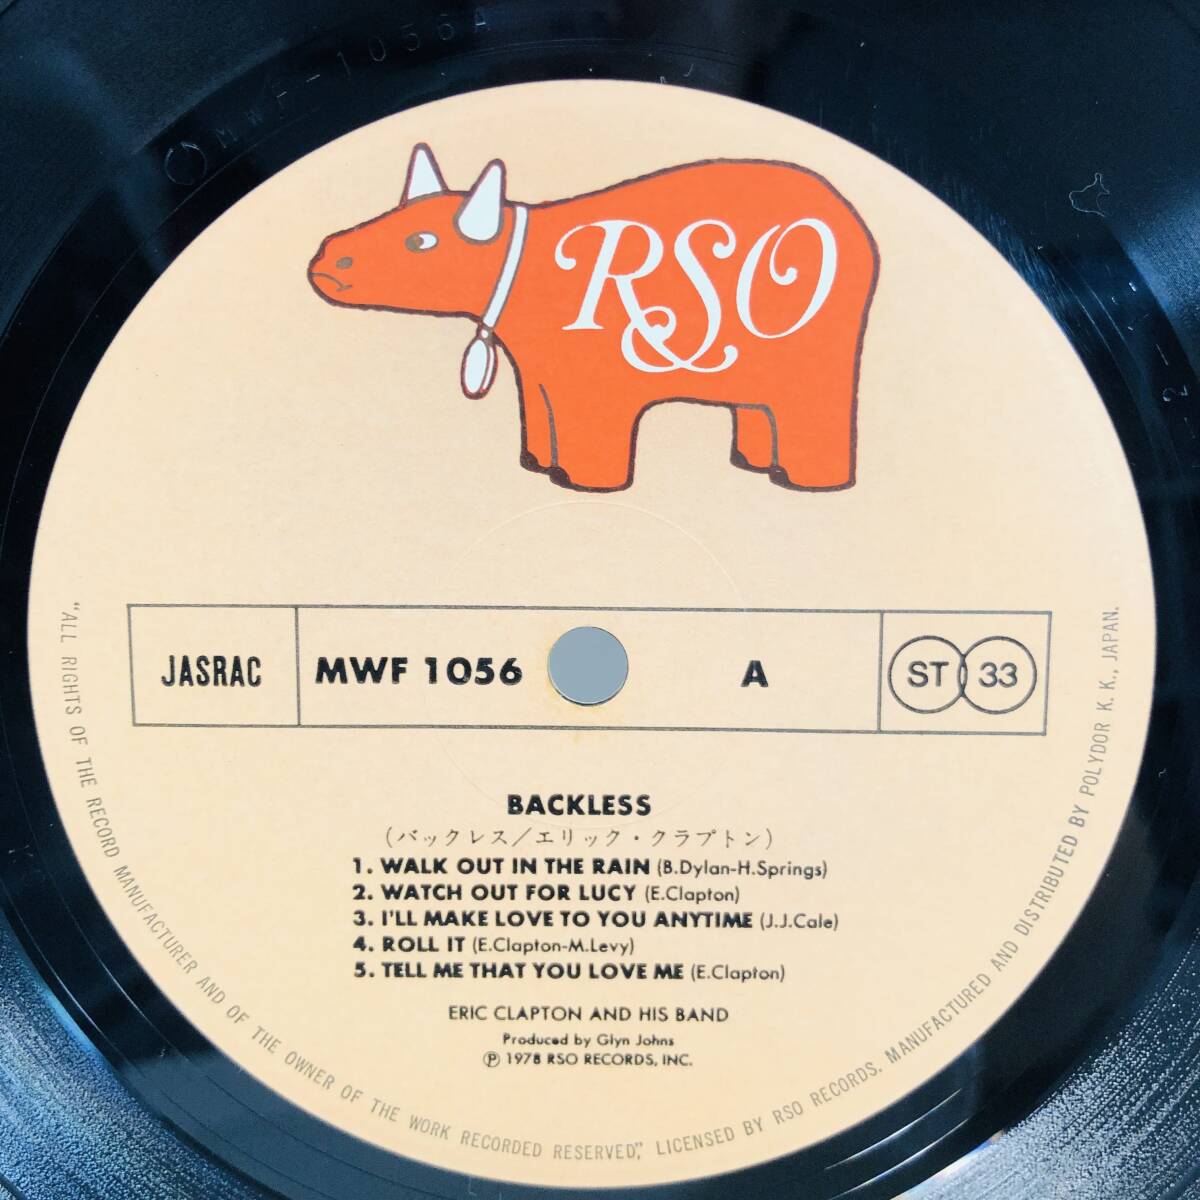 MWF-1056A
RSO
JASRAC MWF 1056 A ST 33
BACKLESS
(バックレス/エリック・クラプトン)
1. WALK OUT IN THE RAIN (B.Dylan-H.Springs)
2. WATCH OUT FOR LUCY (E.Clapton)
3. I'LL MAKE LOVE TO YOU ANYTIME (J.J.Cale)
4. ROLL IT (E.Clapton-M.Levy)
5. TELL ME THAT YOU LOVE ME (E.Clapton)
ERIC CLAPTON AND HIS BAND
Produced by Glyn Johns
Ⓟ 1978 RSO RECORDS, INC.
"ALL RIGHTS OF THE RECORD MANUFACTURER AND OF THE OWNER OF THE WORK RECORDED RESERVED," LICENSED BY RSO RECORDS. MANUFACTURED AND DISTRIBUTED BY POLYDOR K.K., JAPAN.